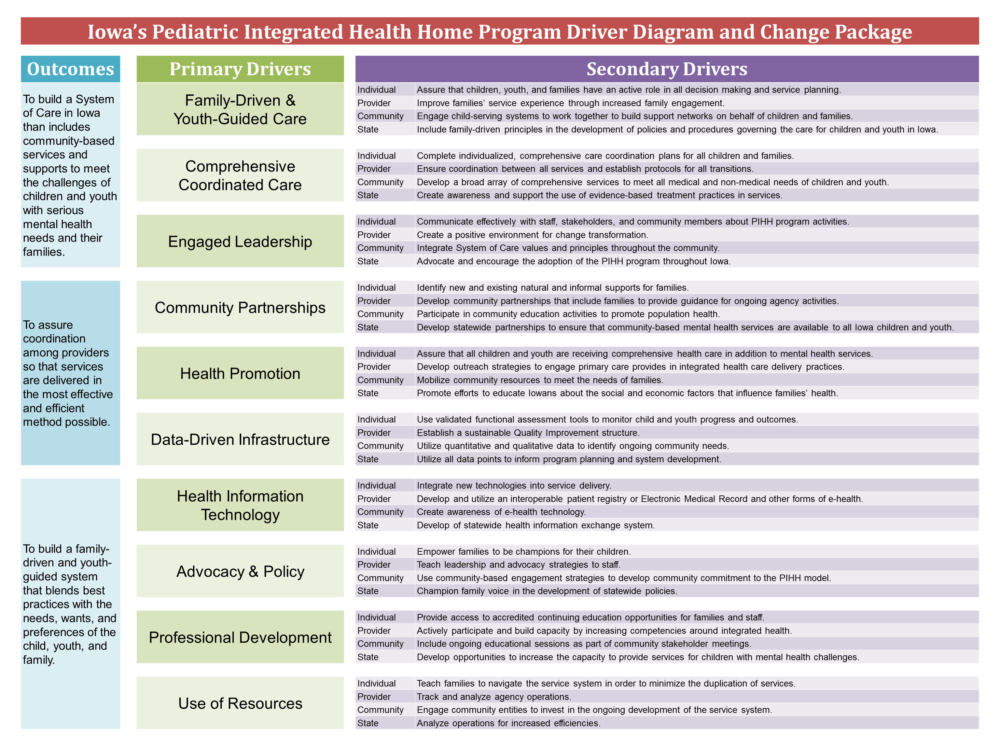 Iowa’s Pediatric Integrated Health Home Program Driver Diagram and Change Package
Outcomes
To build a System
of Care in Iowa
than includes
community-based
services and
supports to meet
the challenges of
children and youth
with serious
mental health
needs and their
families.
To assure
coordination
among providers
so that services
are delivered in
the most effective
and efficient
method possible.
To build a family-
driven and youth-
guided system
that blends best
practices with the
needs, wants, and
preferences of the
child, youth, and
family.
Primary Drivers
Secondary Drivers
Family-Driven &
Youth-Guided Care
Individual Assure that children, youth, and families have an active role in all decision making and service planning.
Provider Improve families’ service experience through increased family engagement.
Community Engage child-serving systems to work together to build support networks on behalf of children and families.
State Include family-driven principles in the development of policies and procedures governing the care for children and youth in Iowa.
Comprehensive
Coordinated Care
Individual Complete individualized, comprehensive care coordination plans for all children and families.
Provider Ensure coordination between all services and establish protocols for all transitions.
Community Develop a broad array of comprehensive services to meet all medical and non-medical needs of children and youth.
State Create awareness and support the use of evidence-based treatment practices in services.
Engaged Leadership
Individual Communicate effectively with staff, stakeholders, and community members about PIHH program activities.
Provider Create a positive environment for change transformation.
Community Integrate System of Care values and principles throughout the community.
State Advocate and encourage the adoption of the PIHH program throughout Iowa.
Community Partnerships
Individual Identify new and existing natural and informal supports for families.
Provider Develop community partnerships that include families to provide guidance for ongoing agency activities.
Community Participate in community education activities to promote population health.
State Develop statewide partnerships to ensure that community-based mental health services are available to all Iowa children and youth.
Health Promotion
Individual Assure that all children and youth are receiving comprehensive health care in addition to mental health services.
Provider Develop outreach strategies to engage primary care provides in integrated health care delivery practices.
Community Mobilize community resources to meet the needs of families.
State Promote efforts to educate Iowans about the social and economic factors that influence families’ health.
Data-Driven Infrastructure
Individual Use validated functional assessment tools to monitor child and youth progress and outcomes.
Provider Establish a sustainable Quality Improvement structure.
Community Utilize quantitative and qualitative data to identify ongoing community needs.
State Utilize all data points to inform program planning and system development.
Health Information
Technology
Individual Integrate new technologies into service delivery.
Provider Develop and utilize an interoperable patient registry or Electronic Medical Record and other forms of e-health.
Community Create awareness of e-health technology.
State Develop of statewide health information exchange system.
Advocacy & Policy
Individual Empower families to be champions for their children.
Provider Teach leadership and advocacy strategies to staff.
Community Use community-based engagement strategies to develop community commitment to the PIHH model.
State Champion family voice in the development of statewide policies.
Professional Development
Individual Provide access to accredited continuing education opportunities for families and staff.
Provider Actively participate and build capacity by increasing competencies around integrated health.
Community Include ongoing educational sessions as part of community stakeholder meetings.
State Develop opportunities to increase the capacity to provide services for children with mental health challenges.
Use of Resources
Individual Teach families to navigate the service system in order to minimize the duplication of services.
Provider Track and analyze agency operations.
Community Engage community entities to invest in the ongoing development of the service system.
State Analyze operations for increased efficiencies.